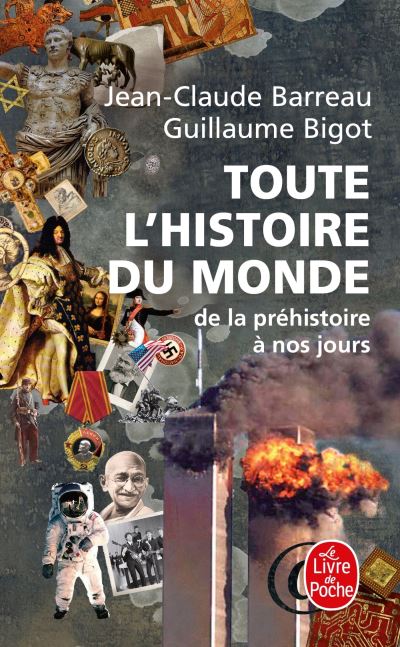 Jean-Claude Barreau
Guillaume Bigot
TOUTE
L'HISTOIRE
DU MONDE
de la préhistoire
à nos jours
Le
Livre
de
Poche